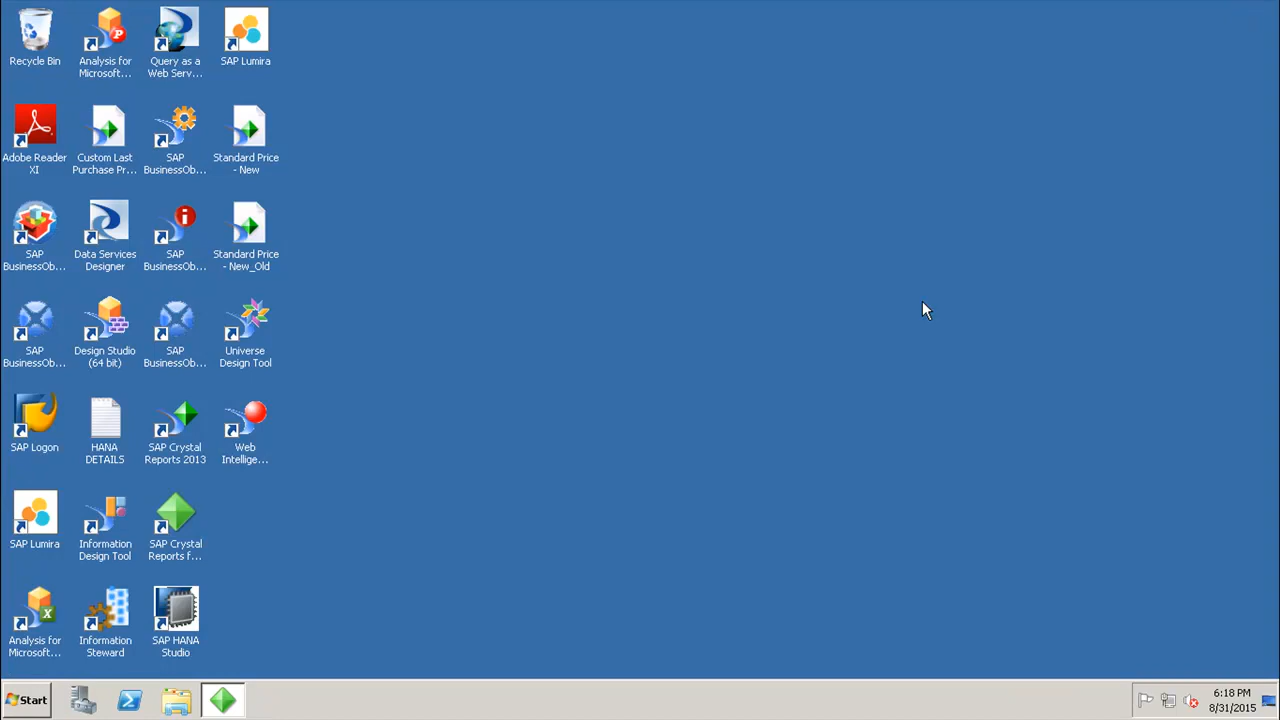 Recycle Bin
Analysis for
Microsoft...
Query as a
Web Serv...
SAP Lumira
Adobe Reader
XI
Custom Last
Purchase Pr...
SAP
BusinessOb...
Standard Price
- New
SAP
BusinessOb...
Data Services
Designer
SAP
BusinessOb...
Standard Price
- New_Old
SAP
BusinessOb...
Design Studio
(64 bit)
SAP
BusinessOb...
Universe
Design Tool
SAP Logon
HANA
DETAILS
SAP Crystal
Reports 2013
Web
Intellige...
SAP Lumira
Information
Design Tool
SAP Crystal
Reports f...
Analysis for
Microsoft...
Information
Steward
SAP HANA
Studio
Start
6:18 PM
8/31/2015